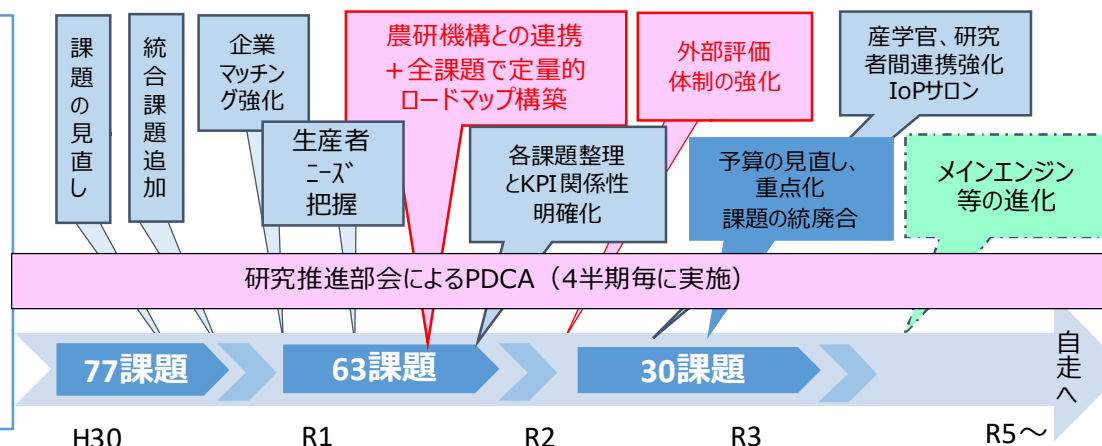 課
題
の
見
直
し
統
合
課
題
追
加
企業
マッチン
グ強化
生産者
ニーズ
把握
農研機構との連携
＋全課題で定量的
ロードマップ構築
各課題整理
とKPI関係性
明確化
外部評価
体制の強化
予算の見直し、
重点化
課題の統廃合
産学官、研究
者間連携強化
IoPサロン
メインエンジン
等の進化
研究推進部会によるPDCA（4半期毎に実施）
77課題
63課題
30課題
自
走
へ
H30
R1
R2
R3
R5～